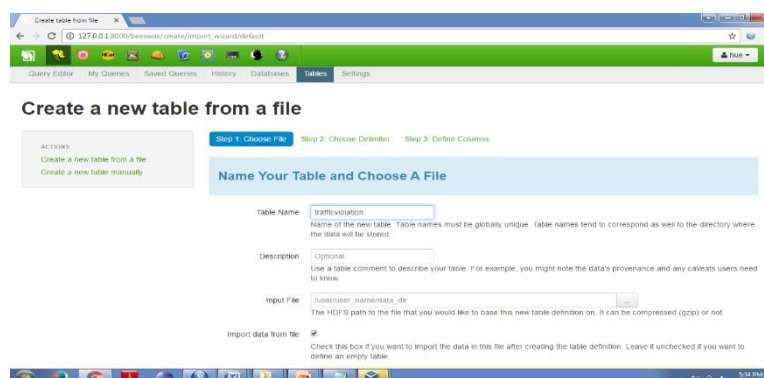 Create table from file
127.0.0.1:8000/beeswax/create/import_wizard/default
hue
Query Editor My Queries Saved Queries History Databases Tables Settings
Create a new table from a file
ACTIONS
Create a new table from a file
Create a new table manually
Step 1: Choose File Step 2: Choose Delimiter Step 3: Define Columns
Name Your Table and Choose A File
Table Name trafficviolation
Name of the new table. Table names must be globally unique. Table names tend to correspond as well to the directory where
the data will be stored
Description Optional
Use a table comment to describe your table. For example, you might note the data's provenance and any caveats users need
to know.
Input File /user/user_name/data_de ..
The HDFS path to the file that you would like to base this new table definition on. It can be compressed (gzip) or not.
Import data from file
Check this box if you want to import the data in this file after creating the table definition. Leave it unchecked if you want to
define an empty table.
5:34 PM